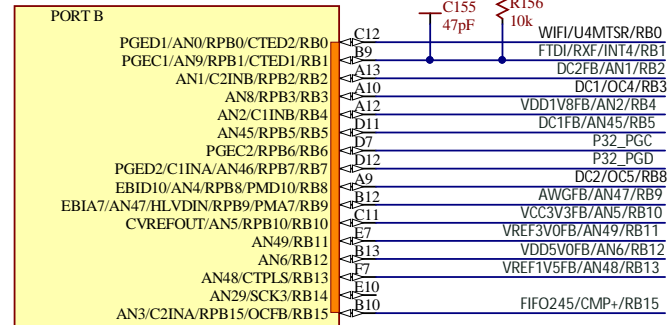 PORT B
C155
47pF
R156
10k
PGED1/AN0/RPB0/CTED2/RB0 C12 WIFI/U4MTSR/RB0
PGEC1/AN9/RPB1/CTED1/RB1 B9 FTDI/RXF/INT4/RB1
AN1/C2INB/RPB2/RB2 A13 DC2FB/AN1/RB2
AN8/RPB3/RB3 A10 DC1/OC4/RB3
AN2/C1INB/RB4 A12 VDD1V8FB/AN2/RB4
AN45/RPB5/RB5 D11 DC1FB/AN45/RB5
PGEC2/RPB6/RB6 D7 P32_PGC
PGED2/C1INA/AN46/RPB7/RB7 D12 P32_PGD
EBID10/AN4/RPB8/PMD10/RB8 A9 DC2/OC5/RB8
EBIA7/AN47/HLVDIN/RPB9/PMA7/RB9 B12 AWGFB/AN47/RB9
CVREFOUT/AN5/RPB10/RB10 C11 VCC3V3FB/AN5/RB10
AN49/RB11 E7 VREF3V0FB/AN49/RB11
AN6/RB12 B13 VDD5V0FB/AN6/RB12
AN48/CTPLS/RB13 F7 VREF1V5FB/AN48/RB13
AN29/SCK3/RB14 E10
AN3/C2INA/RPB15/OCFB/RB15 B10 FIFO245/CMP+/RB15